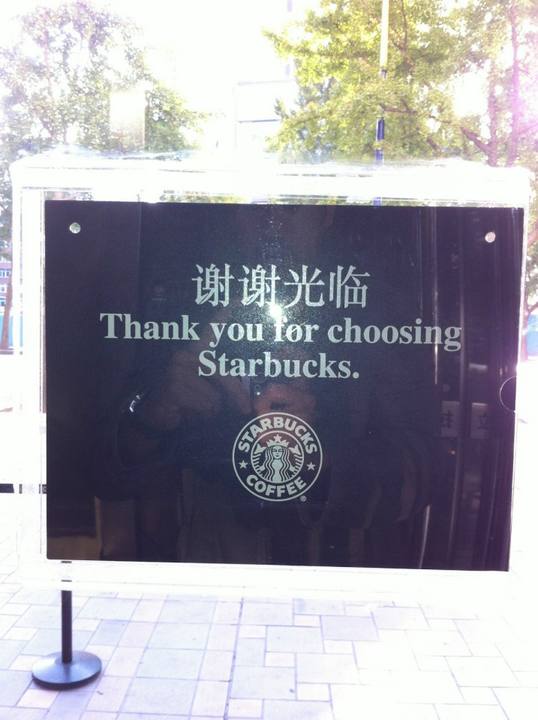 谢谢光临
Thank you for choosing
Starbucks.
STARBUCKS
COFFEE